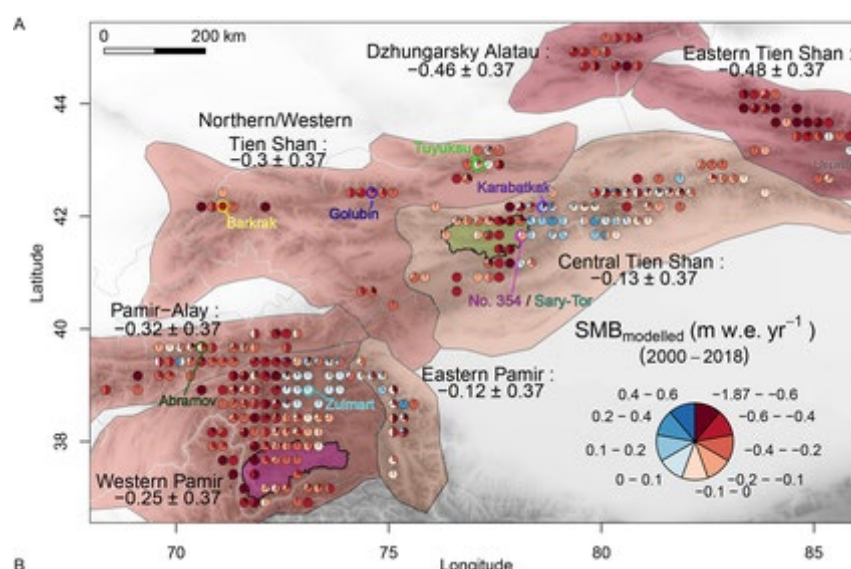 A
0 200 km
Dzhungarsky Alatau :
−0.46 ± 0.37
Eastern Tien Shan :
−0.48 ± 0.37
Northern/Western
Tien Shan :
−0.3 ± 0.37
Tuyuksu
Karabatkak
Barkrak
Golubin
Central Tien Shan :
−0.13 ± 0.37
No. 354 / Sary-Tor
Pamir−Alay :
−0.32 ± 0.37
Abramov
Eastern Pamir :
−0.12 ± 0.37
Zulmart
Western Pamir
−0.25 ± 0.37
SMBmodelled (m w.e. yr−1 )
(2000 − 2018)
0.4 − 0.6
−1.87 − −0.6
0.2 − 0.4
−0.6 − −0.4
0.1 − 0.2
−0.4 − −0.2
0 − 0.1
−0.2 − −0.1
−0.1 − 0
Latitude
44
42
40
38
70 75 80 85
Longitude
B